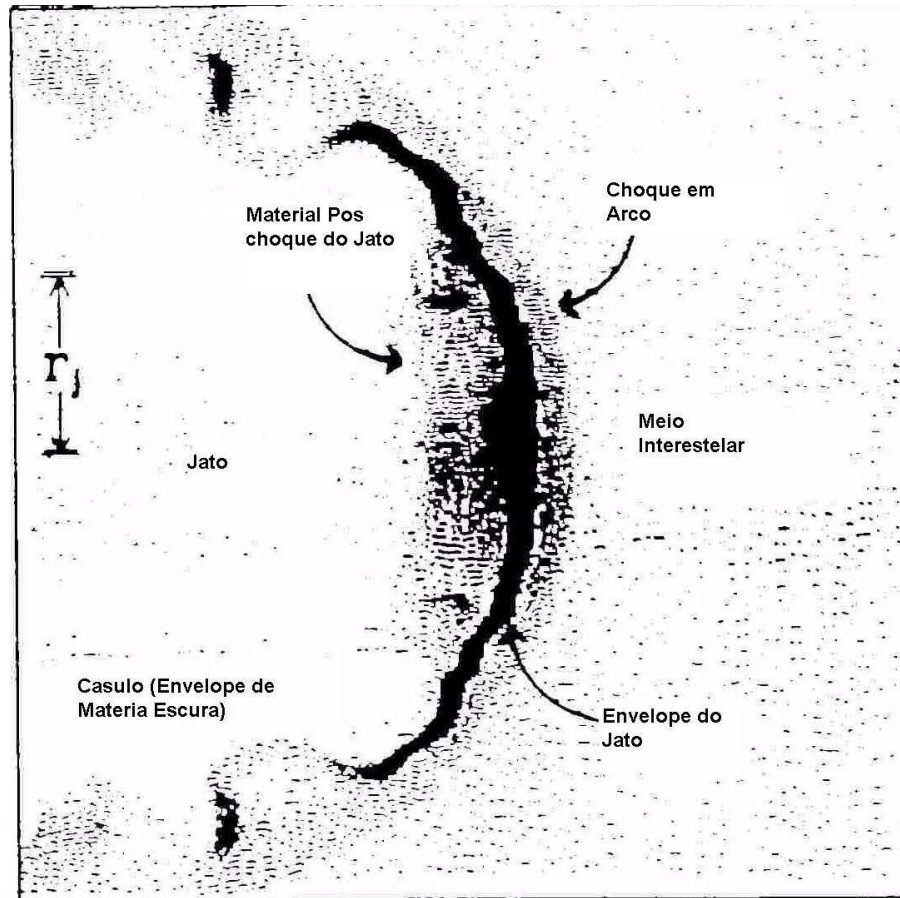 Choque em
Arco
Material Pos
choque do Jato
rj
Meio
Interestelar
Jato
Casulo (Envelope de
Materia Escura)
Envelope do
Jato